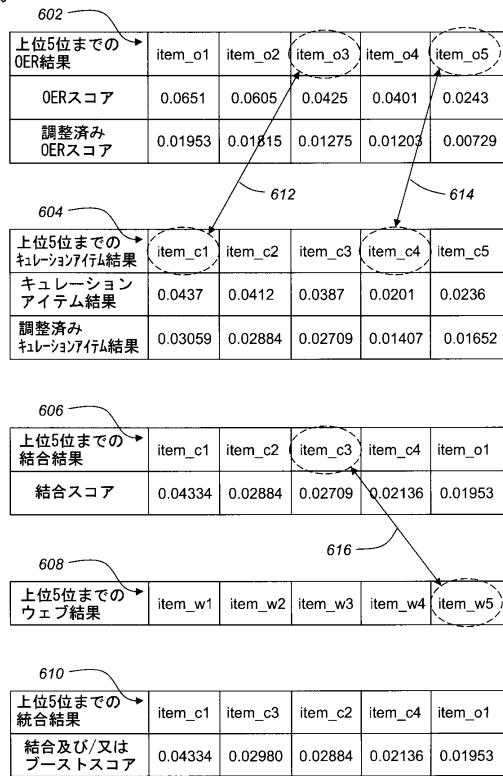 602
上位5位までの OER結果 item_o1 item_o2 item_o3 item_o4 item_o5
OERスコア 0.0651 0.0605 0.0425 0.0401 0.0243
調整済み OERスコア 0.01953 0.01815 0.01275 0.01203 0.00729
612
614
604
上位5位までの キュレーションアイテム結果 item_c1 item_c2 item_c3 item_c4 item_c5
キュレーション アイテム結果 0.0437 0.0412 0.0387 0.0201 0.0236
調整済み キュレーションアイテム結果 0.03059 0.02884 0.02709 0.01407 0.01652
606
上位5位までの 結合結果 item_c1 item_c2 item_c3 item_c4 item_o1
結合スコア 0.04334 0.02884 0.02709 0.02136 0.01953
616
608
上位5位までの ウェブ結果 item_w1 item_w2 item_w3 item_w4 item_w5
610
上位5位までの 統合結果 item_c1 item_c3 item_c2 item_c4 item_o1
結合及び/又は ブーストスコア 0.04334 0.02980 0.02884 0.02136 0.01953